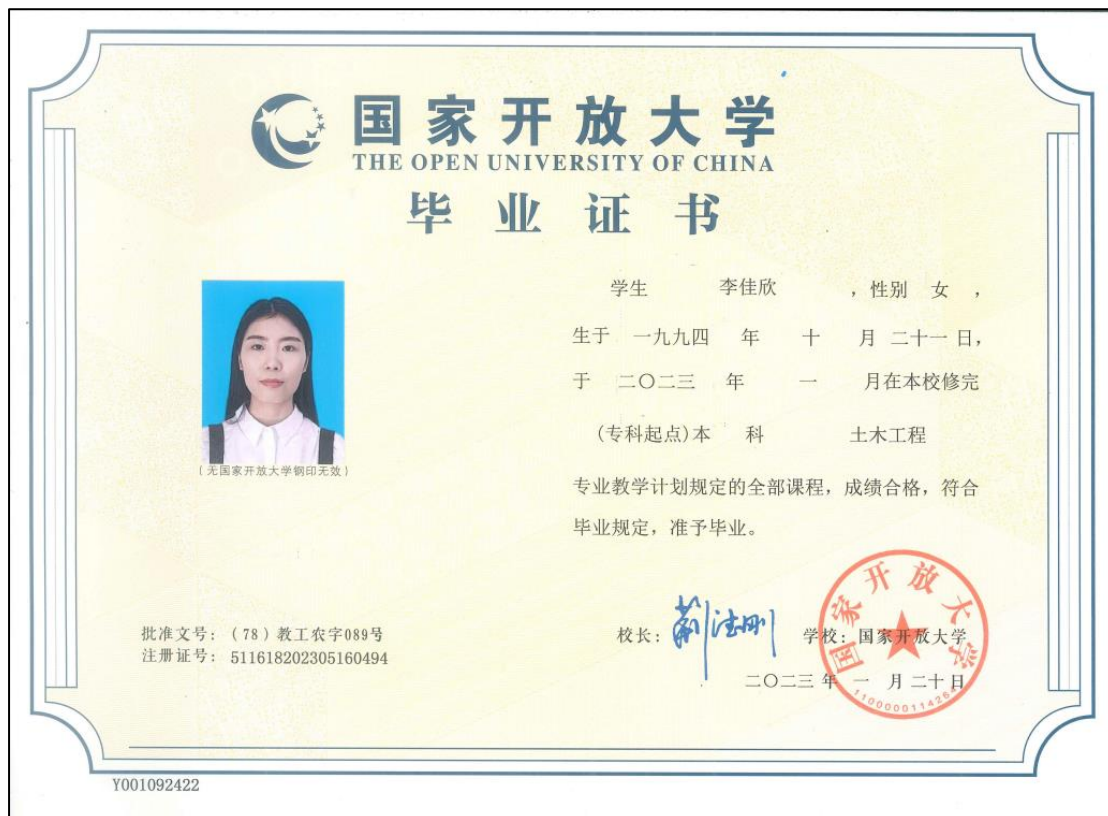 国家开放大学
THE OPEN UNIVERSITY OF CHINA
毕业证书
学生 李佳欣 ，性别 女 ，
生于 一九九四 年 十 月 二十一 日，
于 二〇二三 年 一 月在本校修完
(专科起点)本 科 土木工程
专业教学计划规定的全部课程，成绩合格，符合
毕业规定，准予毕业。
(无国家开放大学钢印无效)
批准文号：(78)教工农字089号
注册证号：511618202305160494
校长：荆德刚 学校：国家开放大学
二〇二三 年 一 月 二十 日
国家开放大学
Y001092422